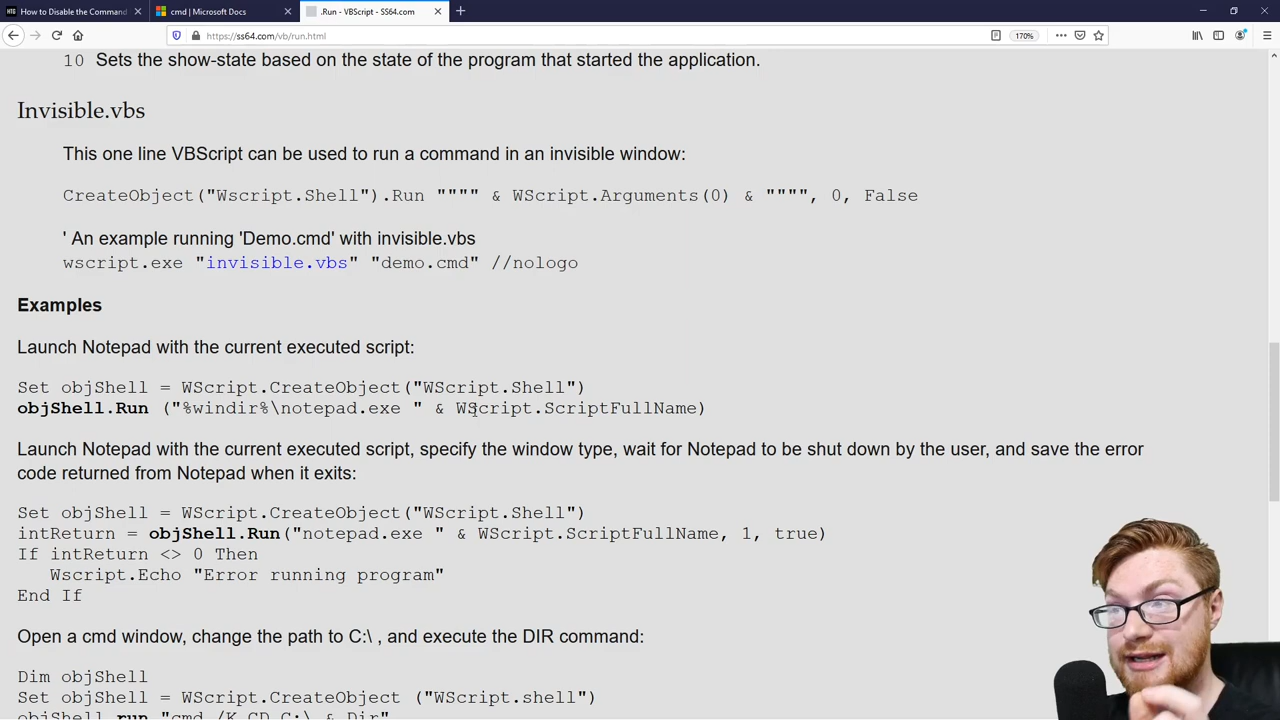 How to Disable the Command
cmd | Microsoft Docs
.Run - VBScript - SS64.com
https://ss64.com/vb/run.html
170%
10 Sets the show-state based on the state of the program that started the application.
Invisible.vbs
This one line VBScript can be used to run a command in an invisible window:
CreateObject("Wscript.Shell").Run """" & WScript.Arguments(0) & """", 0, False
' An example running 'Demo.cmd' with invisible.vbs
wscript.exe "invisible.vbs" "demo.cmd" //nologo
Examples
Launch Notepad with the current executed script:
Set objShell = WScript.CreateObject("WScript.Shell")
objShell.Run ("%windir%\notepad.exe " & WScript.ScriptFullName)
Launch Notepad with the current executed script, specify the window type, wait for Notepad to be shut down by the user, and save the error
code returned from Notepad when it exits:
Set objShell = WScript.CreateObject("WScript.Shell")
intReturn = objShell.Run("notepad.exe " & WScript.ScriptFullName, 1, true)
If intReturn <> 0 Then
Wscript.Echo "Error running program"
End If
Open a cmd window, change the path to C:\ , and execute the DIR command:
Dim objShell
Set objShell = WScript.CreateObject ("WScript.shell")
objShell.run "cmd /K CD C:\ & Dir"